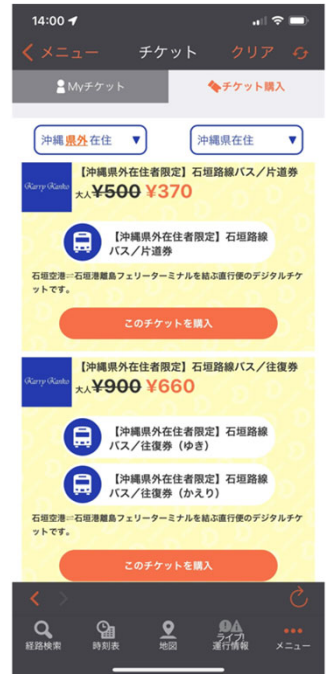 14:00
メニュー チケット クリア
Myチケット チケット購入
沖縄県外在住 ▼ 沖縄県在住 ▼
【沖縄県外在住者限定】石垣路線バス／片道券
Karry Kanko
大人¥500 ¥370
【沖縄県外在住者限定】石垣路線
バス／片道券
石垣空港⇌石垣港離島フェリーターミナルを結ぶ直行便のデジタルチケ
ットです。
このチケットを購入
【沖縄県外在住者限定】石垣路線バス／往復券
Karry Kanko
大人¥900 ¥660
【沖縄県外在住者限定】石垣路線
バス／往復券（ゆき）
【沖縄県外在住者限定】石垣路線
バス／往復券（かえり）
石垣空港⇌石垣港離島フェリーターミナルを結ぶ直行便のデジタルチケ
ットです。
このチケットを購入
経路検索 時刻表 地図 ライブ!運行情報 メニュー